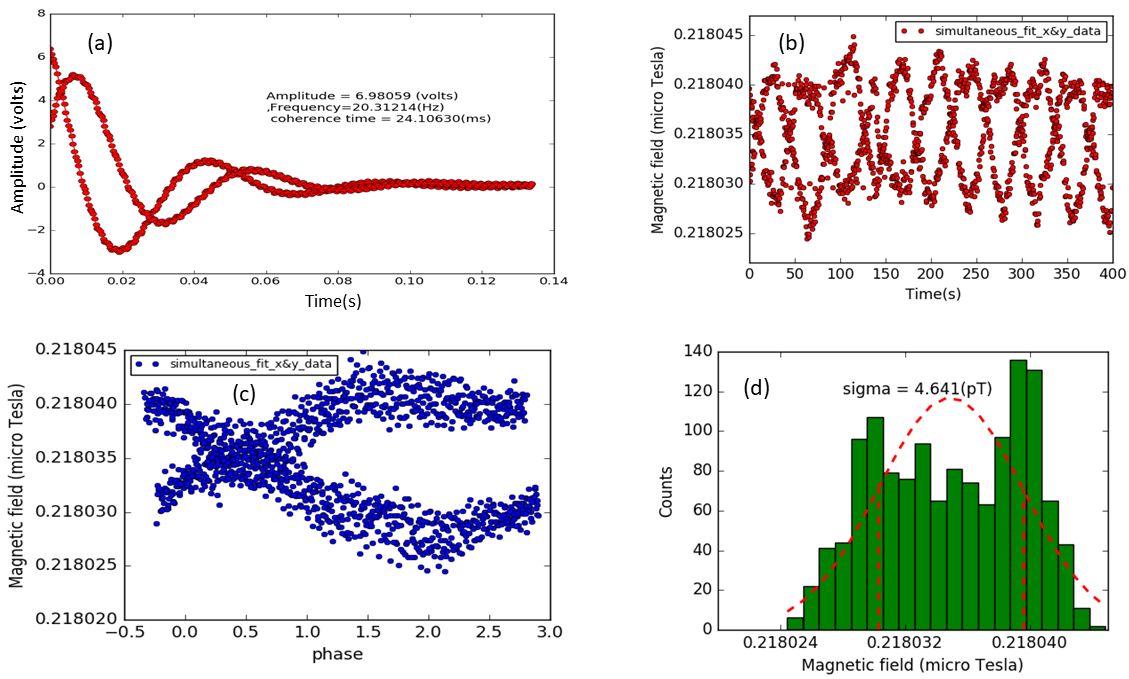 (a)
Amplitude (volts)
8
6
4
2
0
−2
−4
Amplitude = 6.98059 (volts)
,Frequency=20.31214(Hz)
coherence time = 24.10630(ms)
0.00 0.02 0.04 0.06 0.08 0.10 0.12 0.14
Time(s)
(b)
simultaneous_fit_x&y_data
Magnetic field (micro Tesla)
0.218045
0.218040
0.218035
0.218030
0.218025
0 50 100 150 200 250 300 350 400
Time(s)
simultaneous_fit_x&y_data
(c)
Magnetic field (micro Tesla)
0.218045
0.218040
0.218035
0.218030
0.218025
0.218020
−0.5 0.0 0.5 1.0 1.5 2.0 2.5 3.0
phase
(d)
sigma = 4.641(pT)
Counts
140
120
100
80
60
40
20
0
0.218024 0.218032 0.218040
Magnetic field (micro Tesla)